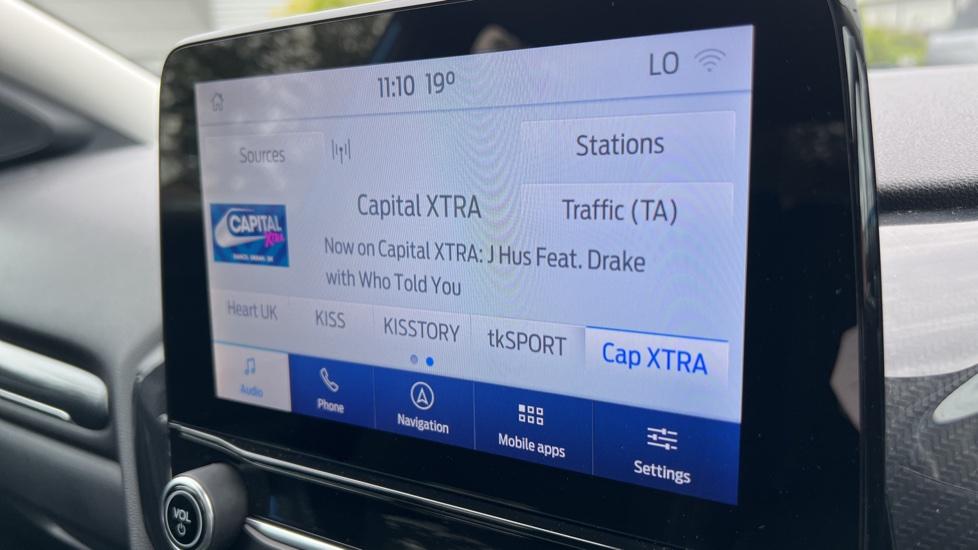 11:10 19°
LO
Sources
Stations
Capital XTRA
Traffic (TA)
CAPITAL
XTRA
Now on Capital XTRA: J Hus Feat. Drake
with Who Told You
Heart UK
KISS
KISSTORY
tkSPORT
Cap XTRA
Audio
Phone
Navigation
Mobile apps
Settings
VOL